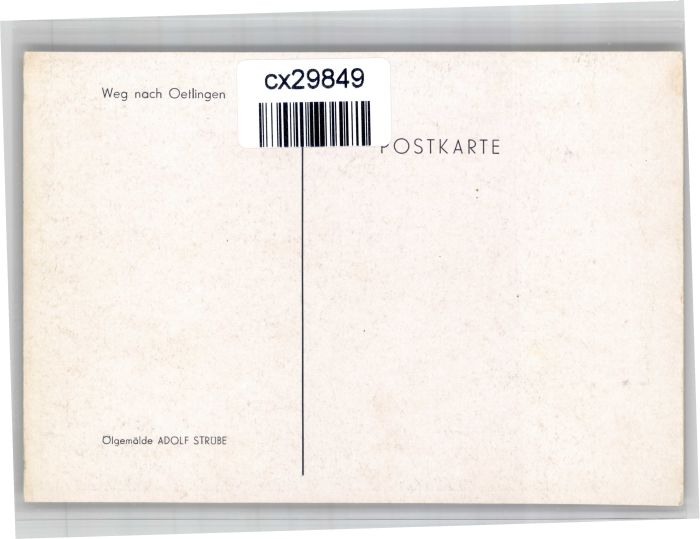 cx29849
Weg nach Oetlingen
POSTKARTE
Ölgemälde ADOLF STRÜBE